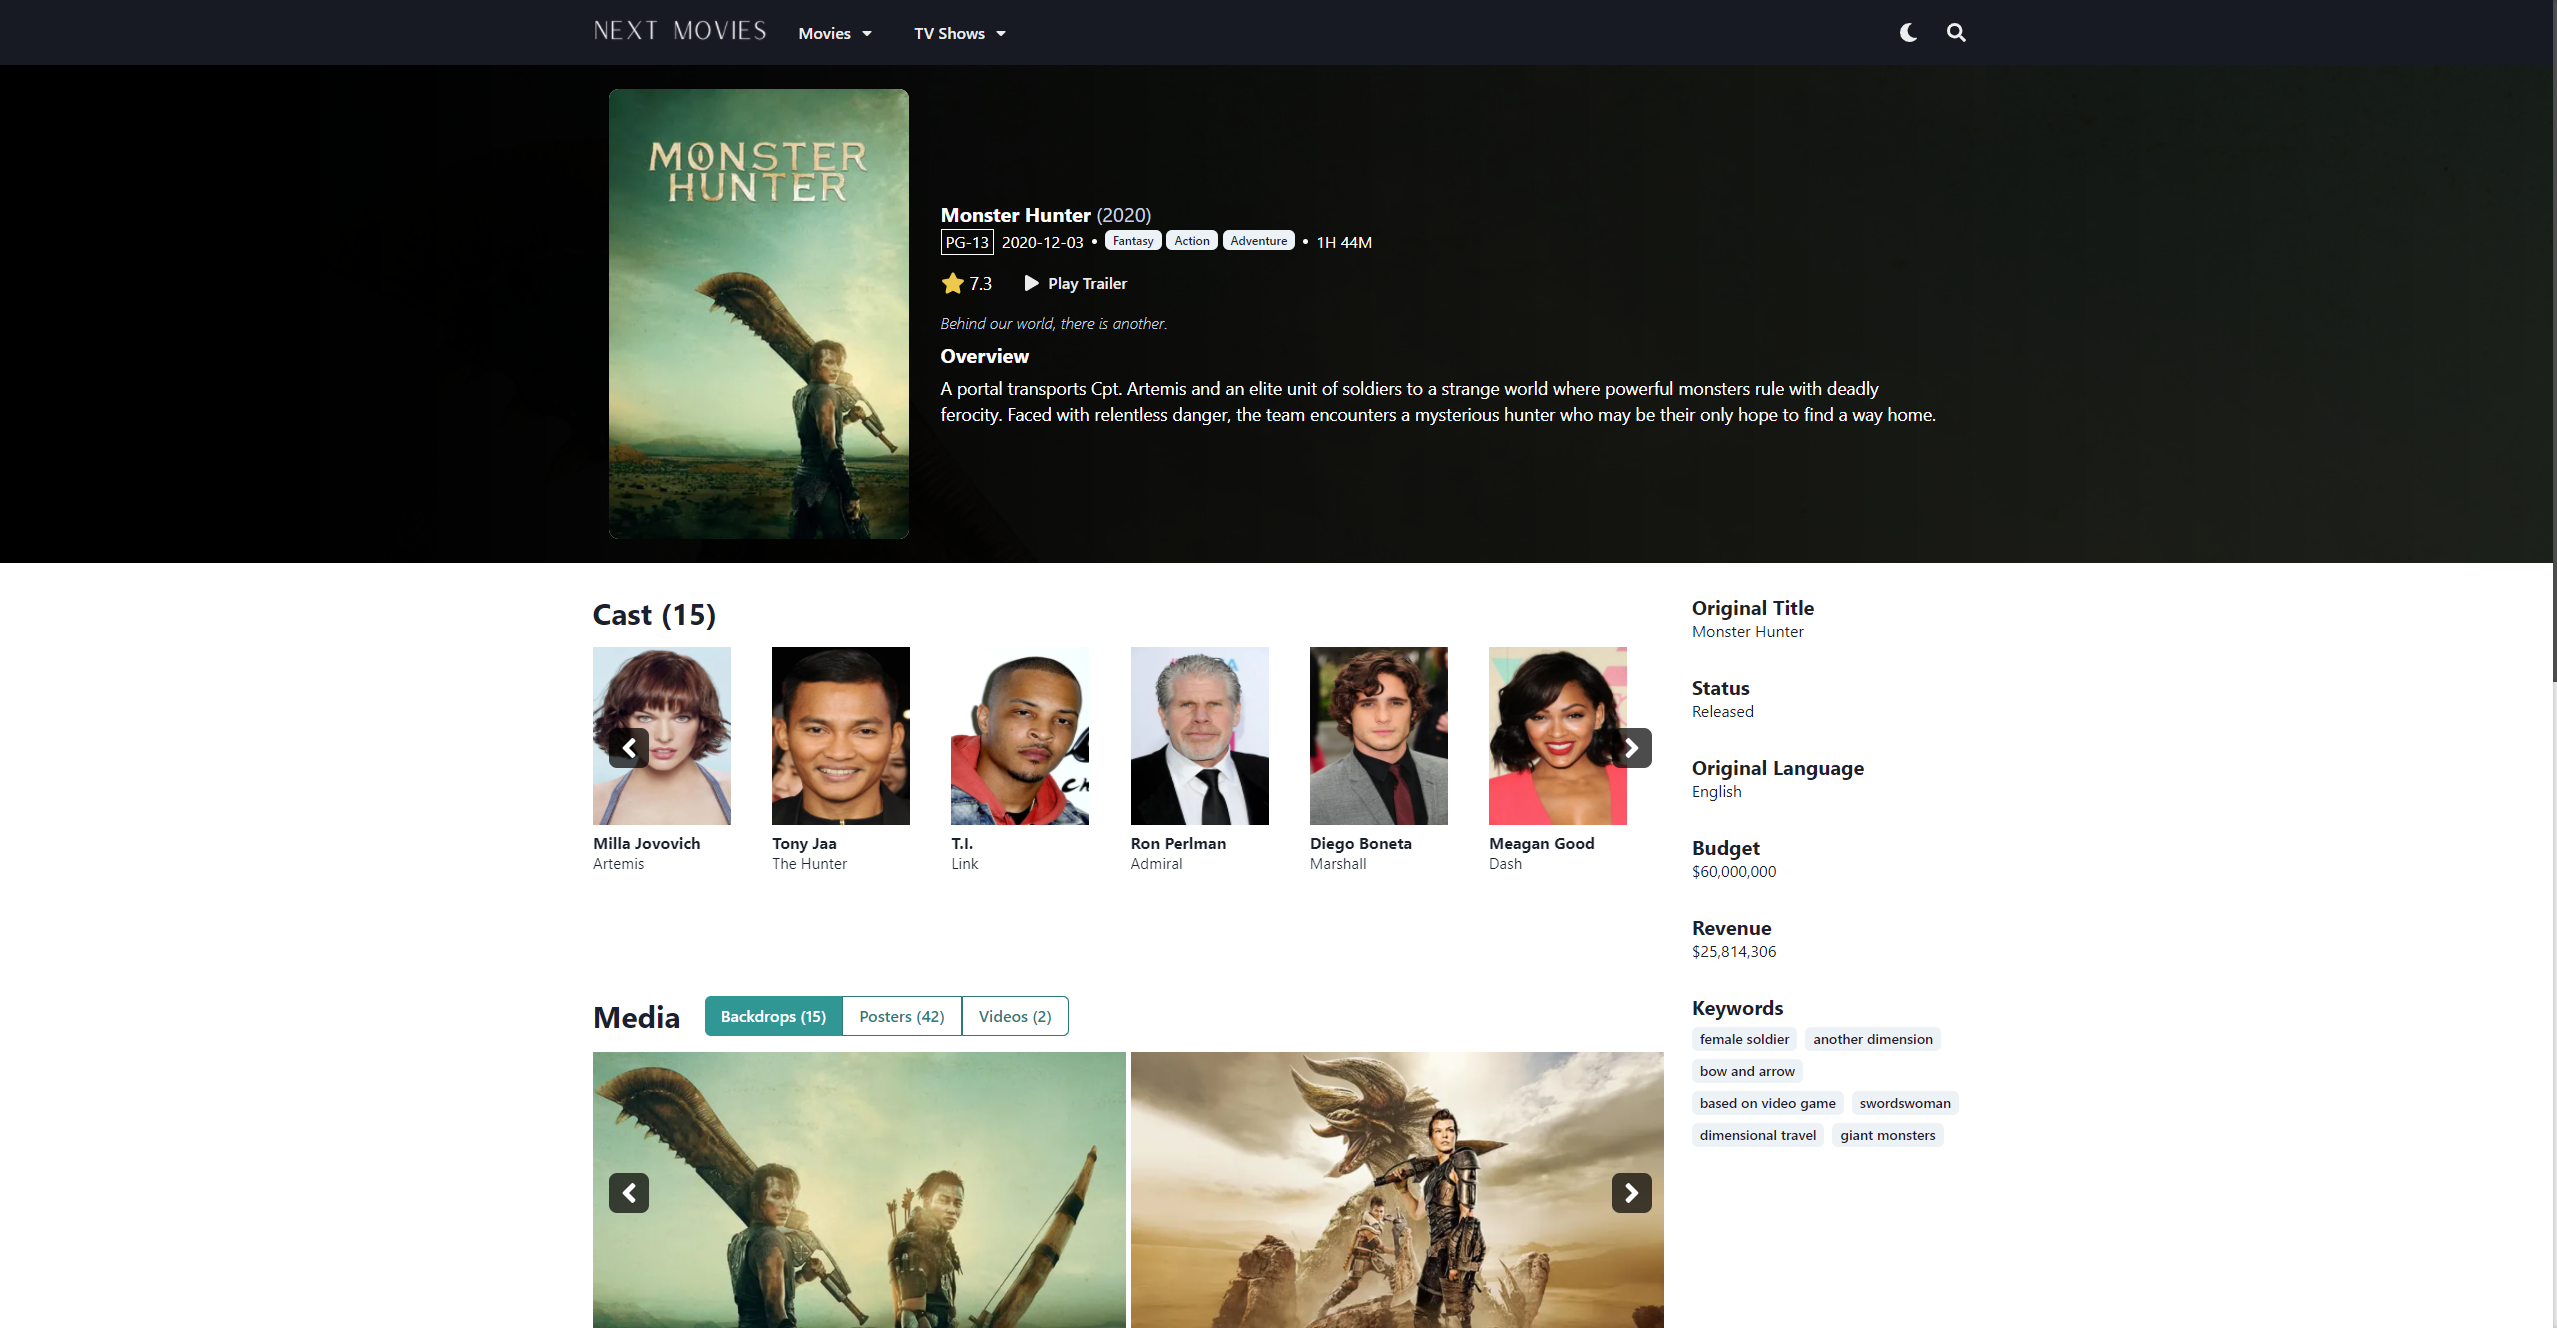 NEXT MOVIES
Movies
TV Shows
MONSTER
HUNTER
Monster Hunter (2020)
PG-13 2020-12-03 • Fantasy Action Adventure • 1H 44M
7.3 Play Trailer
Behind our world, there is another.
Overview
A portal transports Cpt. Artemis and an elite unit of soldiers to a strange world where powerful monsters rule with deadly
ferocity. Faced with relentless danger, the team encounters a mysterious hunter who may be their only hope to find a way home.
Cast (15)
Milla Jovovich
Artemis
Tony Jaa
The Hunter
T.I.
Link
Ron Perlman
Admiral
Diego Boneta
Marshall
Meagan Good
Dash
Original Title
Monster Hunter
Status
Released
Original Language
English
Budget
$60,000,000
Revenue
$25,814,306
Keywords
female soldier another dimension
bow and arrow
based on video game swordswoman
dimensional travel giant monsters
Media
Backdrops (15) Posters (42) Videos (2)